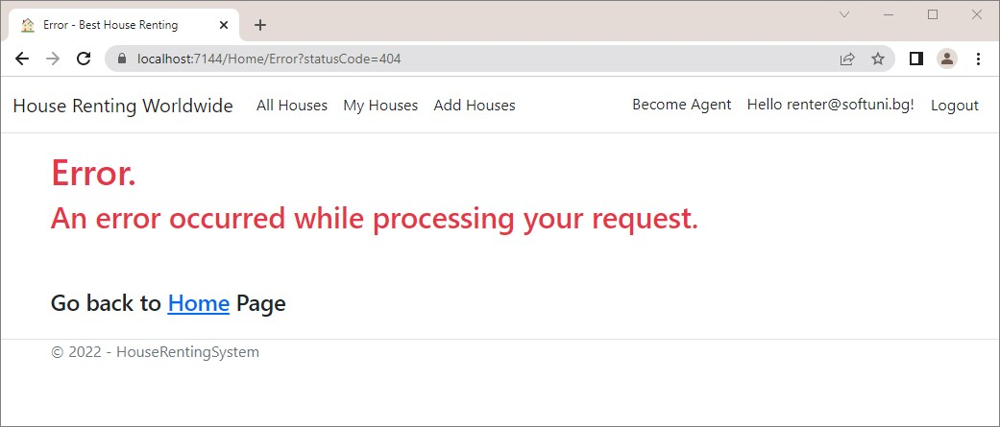 Error - Best House Renting
localhost:7144/Home/Error?statusCode=404
House Renting Worldwide All Houses My Houses Add Houses Become Agent Hello renter@softuni.bg! Logout
Error.
An error occurred while processing your request.
Go back to Home Page
© 2022 - HouseRentingSystem